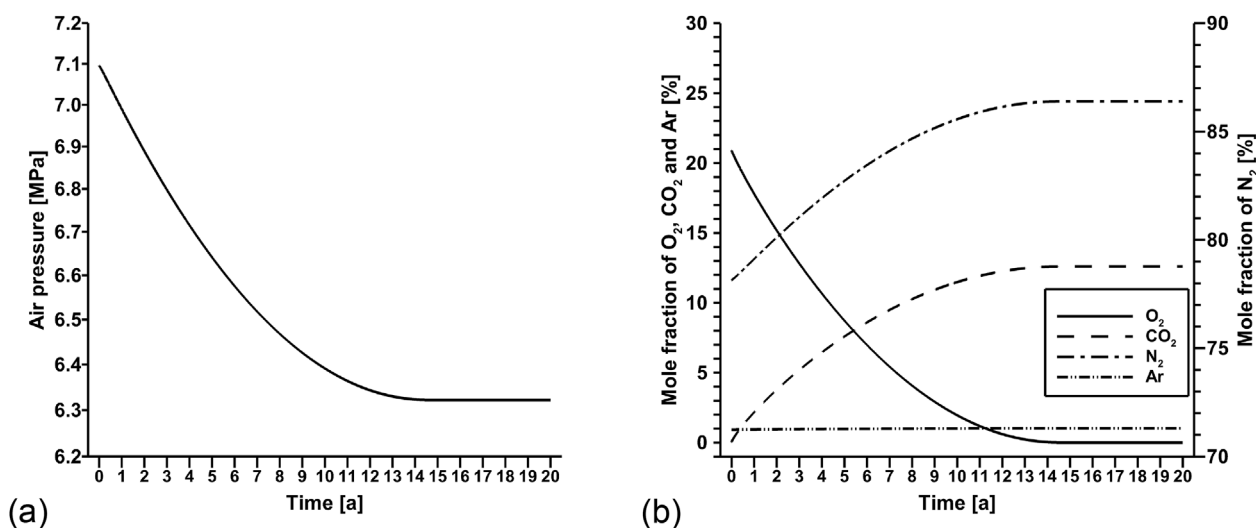 7.2
7.1
7.0
6.9
6.8
6.7
6.6
6.5
6.4
6.3
6.2
Air pressure [MPa]
0 1 2 3 4 5 6 7 8 9 10 11 12 13 14 15 16 17 18 19 20
Time [a]
(a)
30
25
20
15
10
5
0
Mole fraction of O₂, CO₂ and Ar [%]
90
85
80
75
70
Mole fraction of N₂ [%]
O₂
CO₂
N₂
Ar
0 1 2 3 4 5 6 7 8 9 10 11 12 13 14 15 16 17 18 19 20
Time [a]
(b)